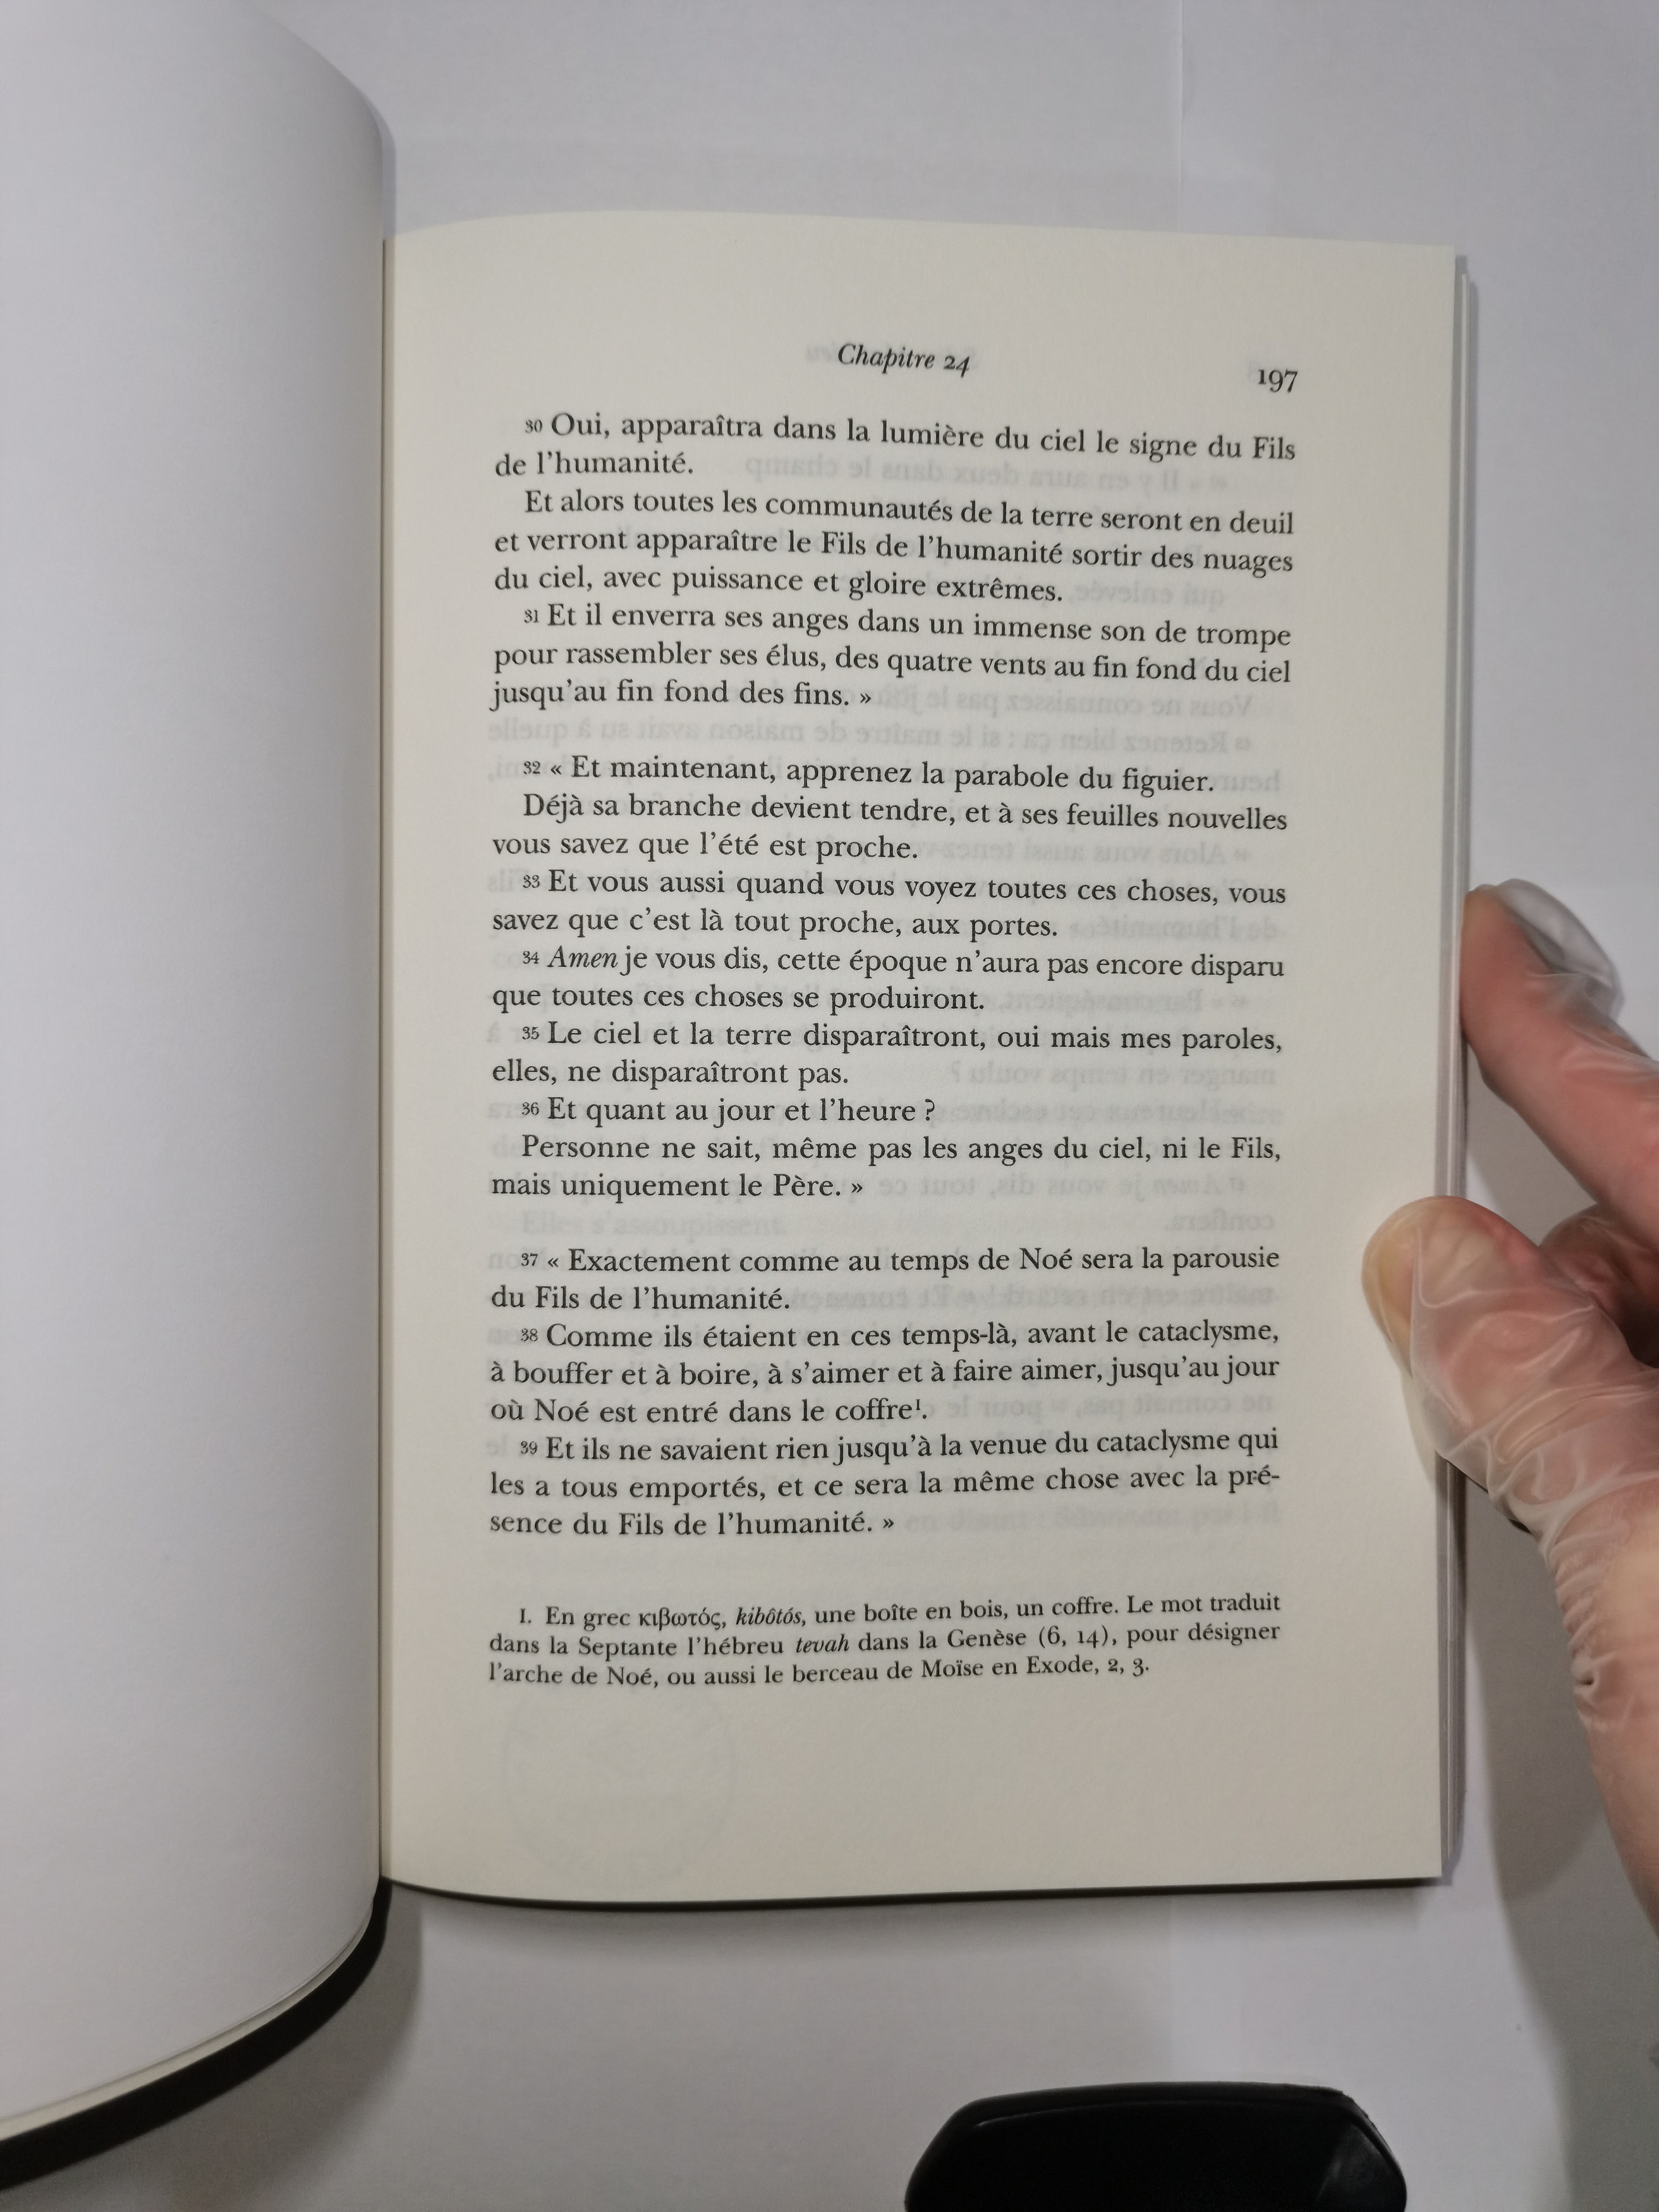 Chapitre 24
197
30 Oui, apparaîtra dans la lumière du ciel le signe du Fils
de l’humanité.
Et alors toutes les communautés de la terre seront en deuil
et verront apparaître le Fils de l’humanité sortir des nuages
du ciel, avec puissance et gloire extrêmes.
31 Et il enverra ses anges dans un immense son de trompe
pour rassembler ses élus, des quatre vents au fin fond du ciel
jusqu’au fin fond des fins. »
32 « Et maintenant, apprenez la parabole du figuier.
Déjà sa branche devient tendre, et à ses feuilles nouvelles
vous savez que l’été est proche.
33 Et vous aussi quand vous voyez toutes ces choses, vous
savez que c’est là tout proche, aux portes.
34 Amen je vous dis, cette époque n’aura pas encore disparu
que toutes ces choses se produiront.
35 Le ciel et la terre disparaîtront, oui mais mes paroles,
elles, ne disparaîtront pas.
36 Et quant au jour et l’heure ?
Personne ne sait, même pas les anges du ciel, ni le Fils,
mais uniquement le Père. »
37 « Exactement comme au temps de Noé sera la parousie
du Fils de l’humanité.
38 Comme ils étaient en ces temps-là, avant le cataclysme,
à bouffer et à boire, à s’aimer et à faire aimer, jusqu’au jour
où Noé est entré dans le coffre¹.
39 Et ils ne savaient rien jusqu’à la venue du cataclysme qui
les a tous emportés, et ce sera la même chose avec la pré-
sence du Fils de l’humanité. »
1. En grec κιβωτός, kibôtós, une boîte en bois, un coffre. Le mot traduit
dans la Septante l’hébreu tevah dans la Genèse (6, 14), pour désigner
l’arche de Noé, ou aussi le berceau de Moïse en Exode, 2, 3.